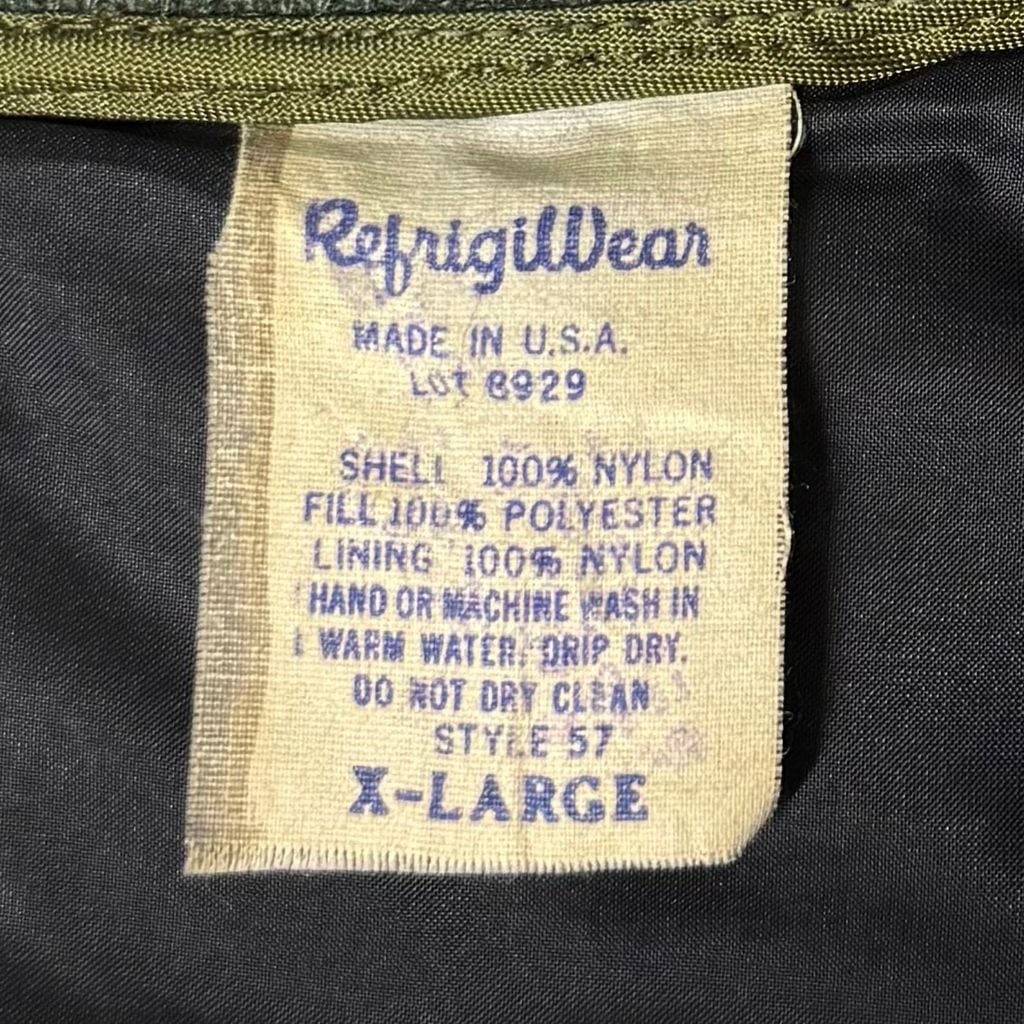 RefrigiWear
MADE IN U.S.A.
LOT 8929
SHELL 100% NYLON
FILL 100% POLYESTER
LINING 100% NYLON
HAND OR MACHINE WASH IN
WARM WATER. DRIP DRY.
DO NOT DRY CLEAN
STYLE 57
X-LARGE